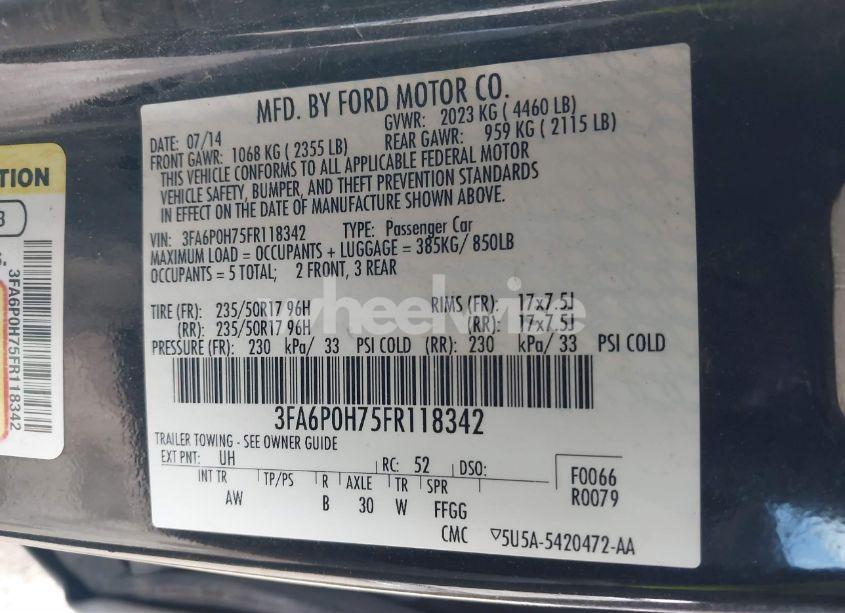 MFD. BY FORD MOTOR CO.
DATE: 07/14 GVWR: 2023 KG ( 4460 LB)
FRONT GAWR: 1068 KG ( 2355 LB) REAR GAWR: 959 KG ( 2115 LB)
THIS VEHICLE CONFORMS TO ALL APPLICABLE FEDERAL MOTOR
VEHICLE SAFETY, BUMPER, AND THEFT PREVENTION STANDARDS
IN EFFECT ON THE DATE OF MANUFACTURE SHOWN ABOVE.
VIN: 3FA6P0H75FR118342 TYPE: Passenger Car
MAXIMUM LOAD = OCCUPANTS + LUGGAGE = 385KG/ 850LB
OCCUPANTS = 5 TOTAL; 2 FRONT, 3 REAR
TIRE (FR): 235/50R17 96H RIMS (FR): 17x7.5J
(RR): 235/50R17 96H (RR): 17x7.5J
PRESSURE (FR): 230 kPa/ 33 PSI COLD (RR): 230 kPa/ 33 PSI COLD
3FA6P0H75FR118342
TRAILER TOWING - SEE OWNER GUIDE
EXT PNT: UH RC: 52 DSO:
INT TR TP/PS R AXLE TR SPR
AW B 30 W FFGG
F0066
R0079
CMC ▽5U5A-5420472-AA
3FA6P0H75FR118342
wheelwize